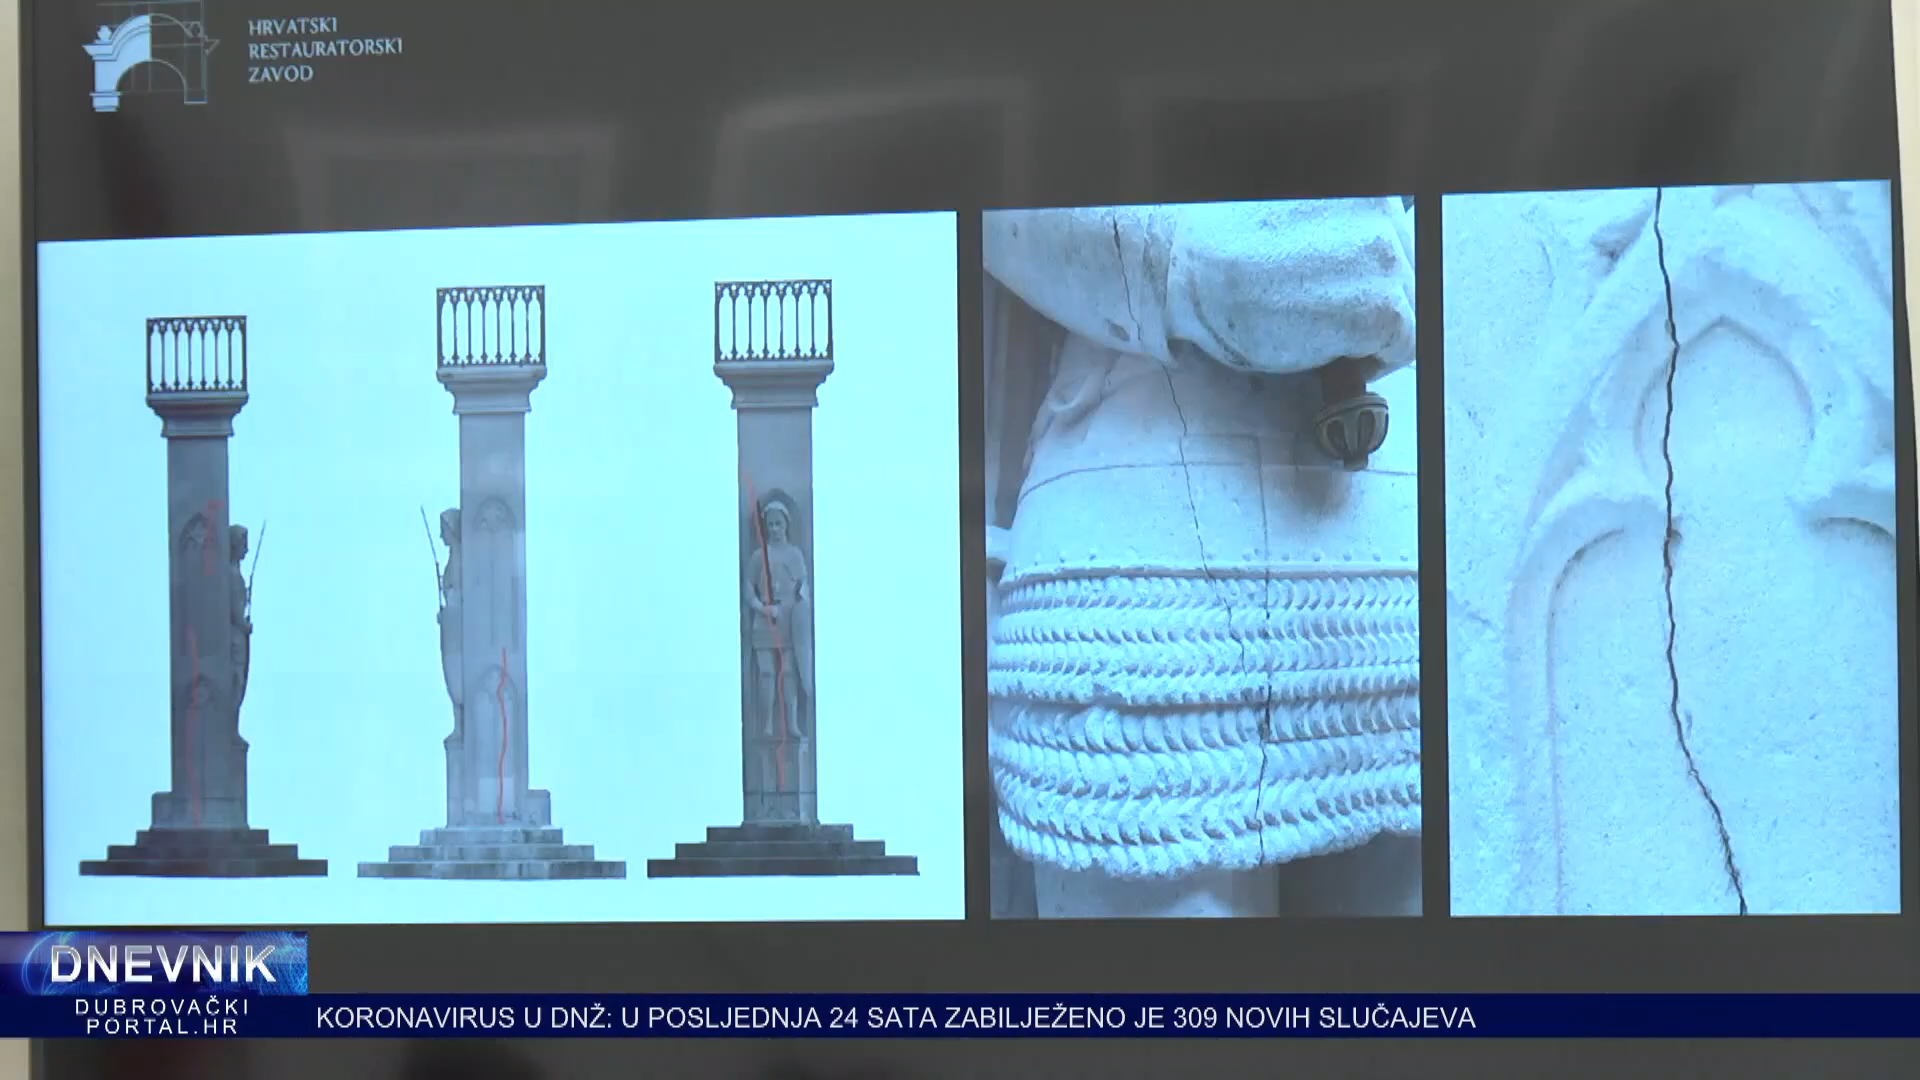 HRVATSKI
RESTAURATORSKI
ZAVOD
DNEVNIK
DUBROVAČKI
PORTAL.HR
KORONAVIRUS U DNŽ: U POSLJEDNJA 24 SATA ZABILJEŽENO JE 309 NOVIH SLUČAJEVA